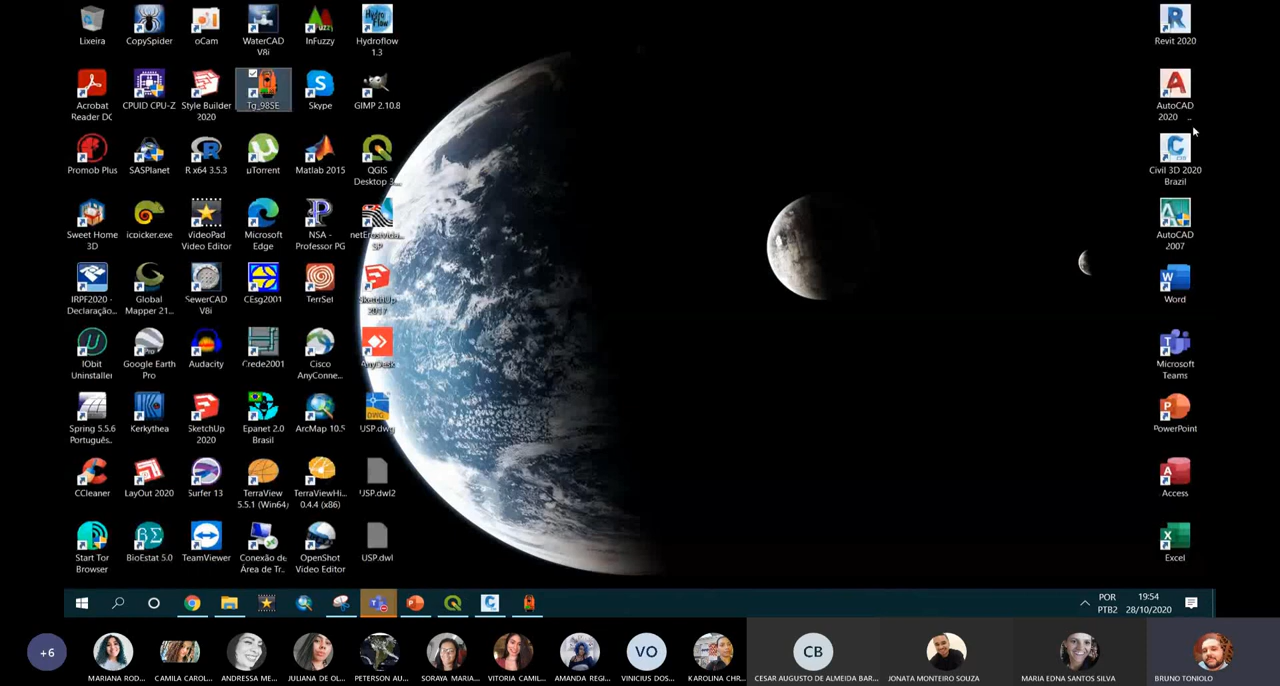 Lixeira
CopySpider
oCam
WaterCAD
V8i
InFuzzy
Hydroflow
1.3
Revit 2020
Acrobat
Reader DC
CPUID CPU-Z
Style Builder
2020
Tg_98SE
Skype
GIMP 2.10.8
AutoCAD
2020 ..
Promob Plus
SASPlanet
R x64 3.5.3
µTorrent
Matlab 2015
QGIS
Desktop 3....
Civil 3D 2020
Brazil
Sweet Home
3D
icpicker.exe
VideoPad
Video Editor
Microsoft
Edge
NSA -
Professor PG
netErosividade
SP
AutoCAD
2007
IRPF2020 -
Declaração...
Global
Mapper 21...
SewerCAD
V8i
CEsg2001
TerrSet
SketchUp
2017
Word
IObit
Uninstaller
Google Earth
Pro
Audacity
Crede2001
Cisco
AnyConne...
AnyDesk
Microsoft
Teams
Spring 5.5.6
Português...
Kerkythea
SketchUp
2020
Epanet 2.0
Brasil
ArcMap 10.5
USP.dwg
PowerPoint
CCleaner
LayOut 2020
Surfer 13
TerraView
5.5.1 (Win64)
TerraViewHi...
0.4.4 (x86)
USP.dwl2
Access
Start Tor
Browser
BioEstat 5.0
TeamViewer
Conexão de
Área de Tr...
OpenShot
Video Editor
USP.dwl
Excel
POR
PTB2
19:54
28/10/2020
+6
VO
CB
MARIANA ROD...
CAMILA CAROL...
ANDRESSA ME...
JULIANA DE OL...
PETERSON AU...
SORAYA MARIA...
VITORIA CAMIL...
AMANDA REGI...
VINICIUS DOS...
KAROLINA CHR...
CESAR AUGUSTO DE ALMEIDA BAR...
JONATA MONTEIRO SOUZA
MARIA EDNA SANTOS SILVA
BRUNO TONIOLO